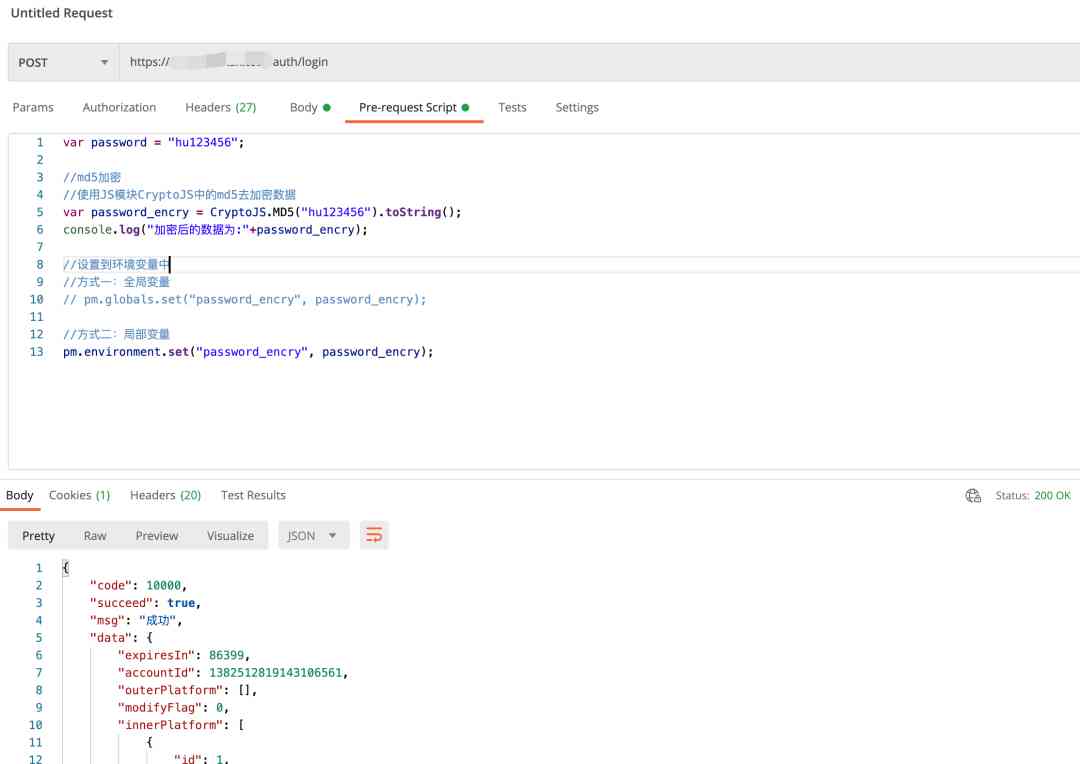 Untitled Request
POST https:// auth/login
Params Authorization Headers (27) Body Pre-request Script Tests Settings
1 var password = "hu123456";
2
3 //md5加密
4 //使用JS模块CryptoJS中的md5去加密数据
5 var password_encry = CryptoJS.MD5("hu123456").toString();
6 console.log("加密后的数据为:"+password_encry);
7
8 //设置到环境变量中
9 //方式一：全局变量
10 // pm.globals.set("password_encry", password_encry);
11
12 //方式二：局部变量
13 pm.environment.set("password_encry", password_encry);
Body Cookies (1) Headers (20) Test Results Status: 200 OK
Pretty Raw Preview Visualize JSON
1 {
2 "code": 10000,
3 "succeed": true,
4 "msg": "成功",
5 "data": {
6 "expiresIn": 86399,
7 "accountId": 1382512819143106561,
8 "outerPlatform": [],
9 "modifyFlag": 0,
10 "innerPlatform": [
11 {
12 "id": 1,